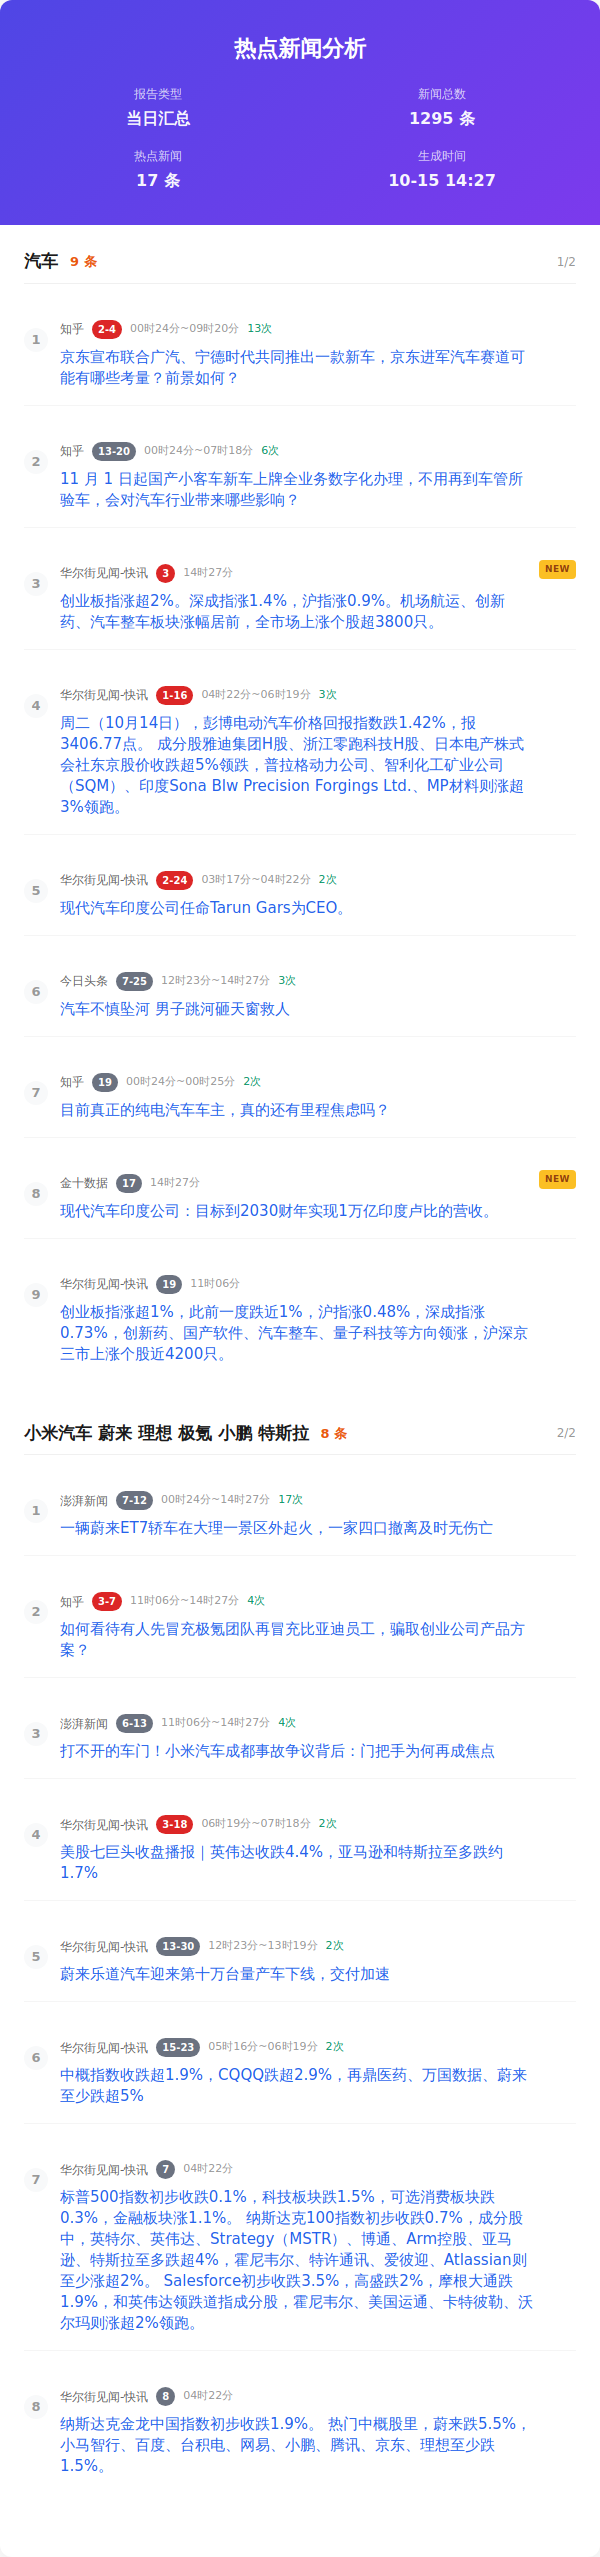 热点新闻分析
报告类型
新闻总数
当日汇总
1295 条
热点新闻
生成时间
17 条
10-15 14:27
汽车 9 条 1/2
1
知乎 2-4 00时24分~09时20分 13次
京东宣布联合广汽、宁德时代共同推出一款新车，京东进军汽车赛道可
能有哪些考量？前景如何？
2
知乎 13-20 00时24分~07时18分 6次
11 月 1 日起国产小客车新车上牌全业务数字化办理，不用再到车管所
验车，会对汽车行业带来哪些影响？
3
华尔街见闻-快讯 3 14时27分 NEW
创业板指涨超2%。深成指涨1.4%，沪指涨0.9%。机场航运、创新
药、汽车整车板块涨幅居前，全市场上涨个股超3800只。
4
华尔街见闻-快讯 1-16 04时22分~06时19分 3次
周二（10月14日），彭博电动汽车价格回报指数跌1.42%，报
3406.77点。 成分股雅迪集团H股、浙江零跑科技H股、日本电产株式
会社东京股价收跌超5%领跌，普拉格动力公司、智利化工矿业公司
（SQM）、印度Sona Blw Precision Forgings Ltd.、MP材料则涨超
3%领跑。
5
华尔街见闻-快讯 2-24 03时17分~04时22分 2次
现代汽车印度公司任命Tarun Gars为CEO。
6
今日头条 7-25 12时23分~14时27分 3次
汽车不慎坠河 男子跳河砸天窗救人
7
知乎 19 00时24分~00时25分 2次
目前真正的纯电汽车车主，真的还有里程焦虑吗？
8
金十数据 17 14时27分 NEW
现代汽车印度公司：目标到2030财年实现1万亿印度卢比的营收。
9
华尔街见闻-快讯 19 11时06分
创业板指涨超1%，此前一度跌近1%，沪指涨0.48%，深成指涨
0.73%，创新药、国产软件、汽车整车、量子科技等方向领涨，沪深京
三市上涨个股近4200只。
小米汽车 蔚来 理想 极氪 小鹏 特斯拉 8 条 2/2
1
澎湃新闻 7-12 00时24分~14时27分 17次
一辆蔚来ET7轿车在大理一景区外起火，一家四口撤离及时无伤亡
2
知乎 3-7 11时06分~14时27分 4次
如何看待有人先冒充极氪团队再冒充比亚迪员工，骗取创业公司产品方
案？
3
澎湃新闻 6-13 11时06分~14时27分 4次
打不开的车门！小米汽车成都事故争议背后：门把手为何再成焦点
4
华尔街见闻-快讯 3-18 06时19分~07时18分 2次
美股七巨头收盘播报｜英伟达收跌4.4%，亚马逊和特斯拉至多跌约
1.7%
5
华尔街见闻-快讯 13-30 12时23分~13时19分 2次
蔚来乐道汽车迎来第十万台量产车下线，交付加速
6
华尔街见闻-快讯 15-23 05时16分~06时19分 2次
中概指数收跌超1.9%，CQQQ跌超2.9%，再鼎医药、万国数据、蔚来
至少跌超5%
7
华尔街见闻-快讯 7 04时22分
标普500指数初步收跌0.1%，科技板块跌1.5%，可选消费板块跌
0.3%，金融板块涨1.1%。 纳斯达克100指数初步收跌0.7%，成分股
中，英特尔、英伟达、Strategy（MSTR）、博通、Arm控股、亚马
逊、特斯拉至多跌超4%，霍尼韦尔、特许通讯、爱彼迎、Atlassian则
至少涨超2%。 Salesforce初步收跌3.5%，高盛跌2%，摩根大通跌
1.9%，和英伟达领跌道指成分股，霍尼韦尔、美国运通、卡特彼勒、沃
尔玛则涨超2%领跑。
8
华尔街见闻-快讯 8 04时22分
纳斯达克金龙中国指数初步收跌1.9%。 热门中概股里，蔚来跌5.5%，
小马智行、百度、台积电、网易、小鹏、腾讯、京东、理想至少跌
1.5%。